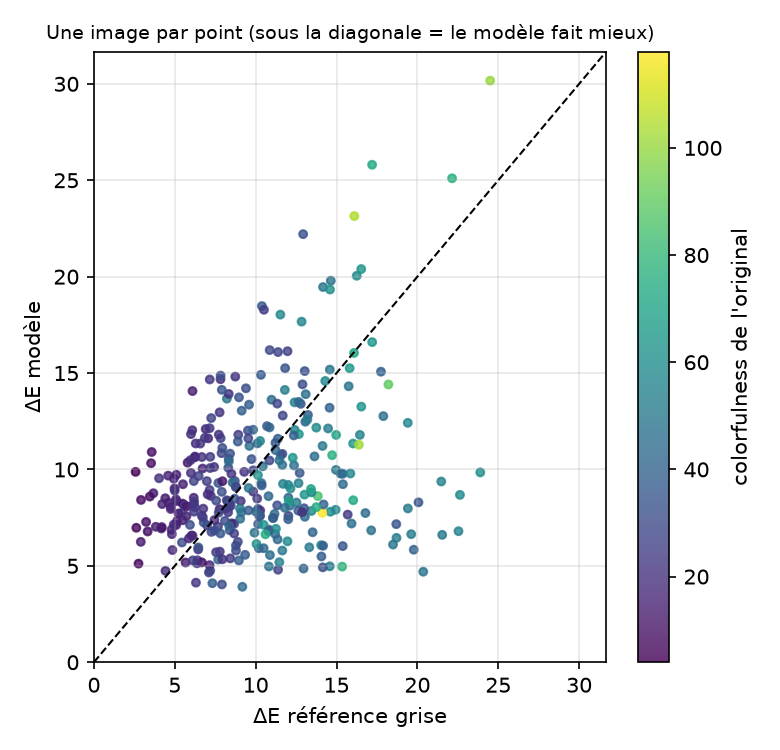 Une image par point (sous la diagonale = le modèle fait mieux)
30
25
20
15
10
5
0
0 5 10 15 20 25 30
ΔE modèle
ΔE référence grise
100
80
60
40
20
colorfulness de l'original